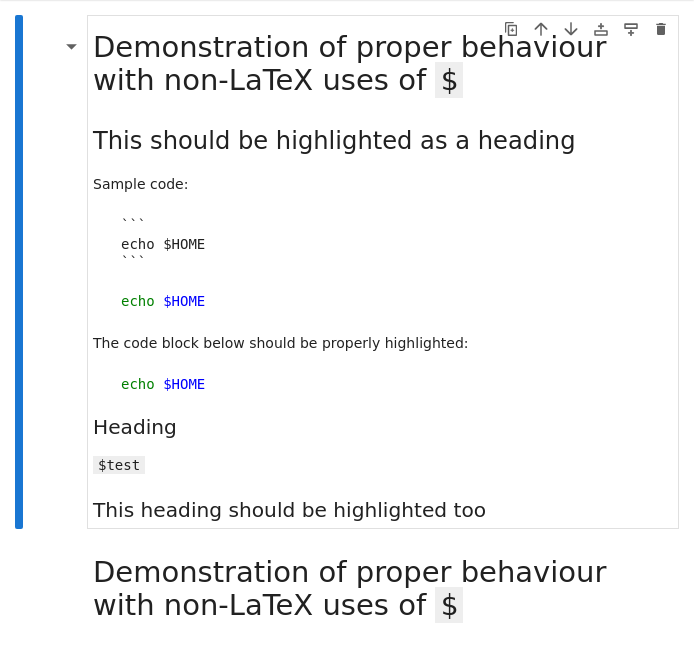 Demonstration of proper behaviour
with non-LaTeX uses of $
This should be highlighted as a heading
Sample code:
```
echo $HOME
```
echo $HOME
The code block below should be properly highlighted:
echo $HOME
Heading
$test
This heading should be highlighted too
Demonstration of proper behaviour
with non-LaTeX uses of $